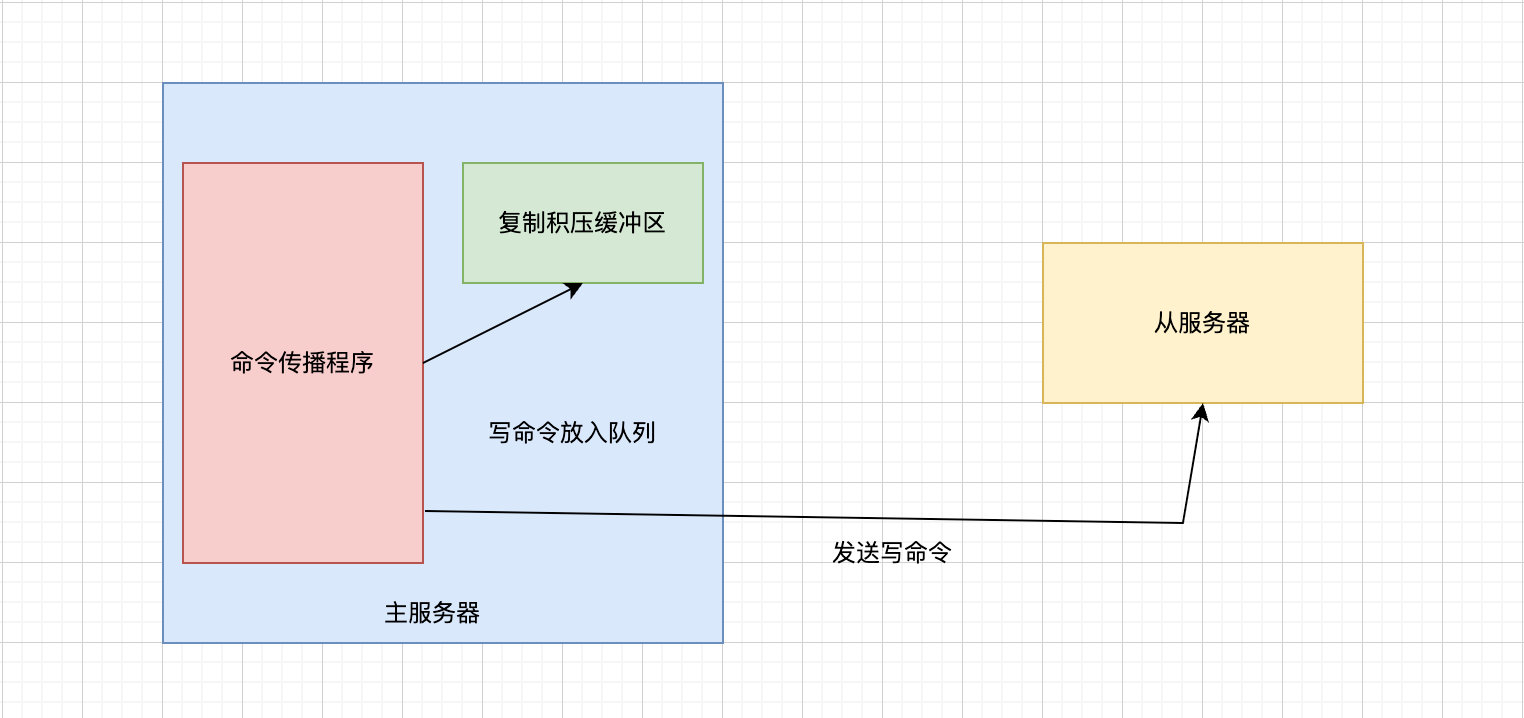 复制积压缓冲区
从服务器
命令传播程序
写命令放入队列
发送写命令
主服务器